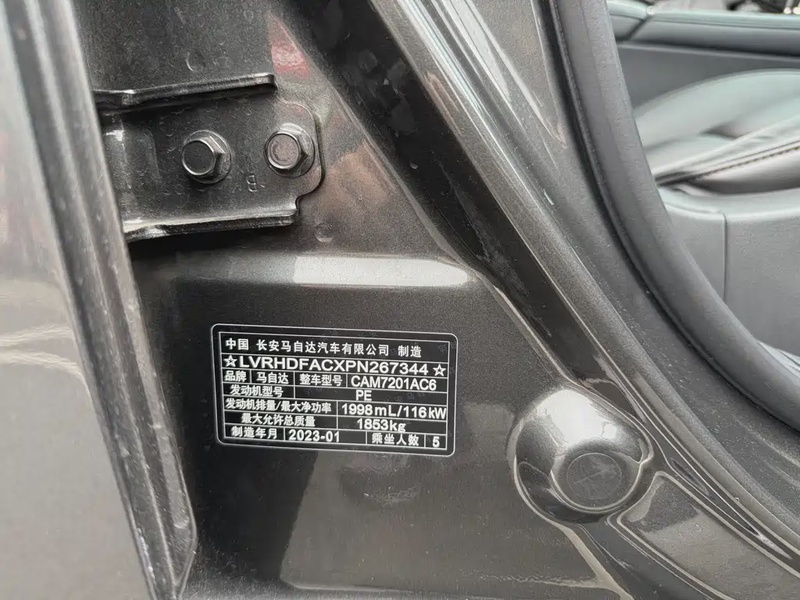 中国 长安马自达汽车有限公司 制造
☆LVRHDFACXPN267344☆
品牌 马自达 整车型号 CAM7201AC6
发动机型号 PE
发动机排量/最大净功率 1998mL/116kW
最大允许总质量 1853kg
制造年月 2023-01 乘坐人数 5